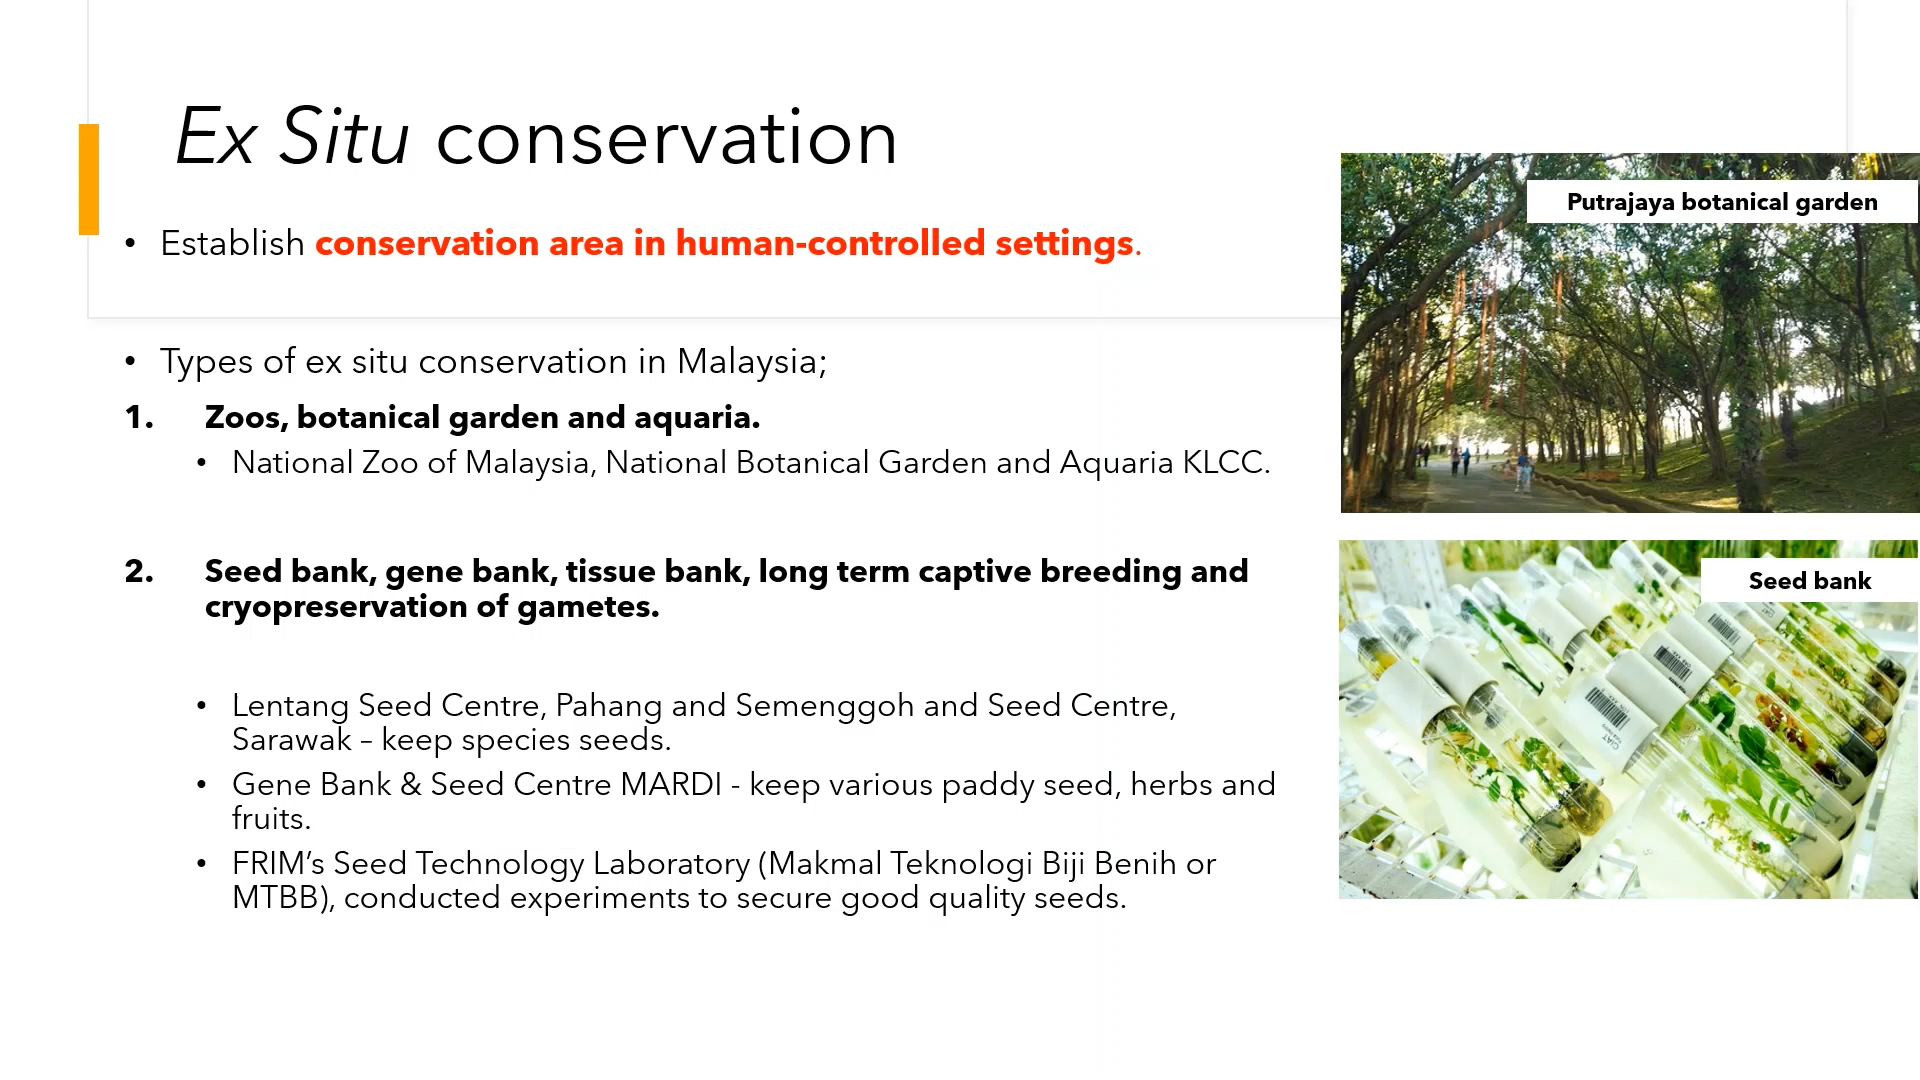 Ex Situ conservation
• Establish conservation area in human-controlled settings.
• Types of ex situ conservation in Malaysia;
1. Zoos, botanical garden and aquaria.
• National Zoo of Malaysia, National Botanical Garden and Aquaria KLCC.
2. Seed bank, gene bank, tissue bank, long term captive breeding and
cryopreservation of gametes.
• Lentang Seed Centre, Pahang and Semenggoh and Seed Centre,
Sarawak – keep species seeds.
• Gene Bank & Seed Centre MARDI - keep various paddy seed, herbs and
fruits.
• FRIM’s Seed Technology Laboratory (Makmal Teknologi Biji Benih or
MTBB), conducted experiments to secure good quality seeds.
Putrajaya botanical garden
Seed bank
CIAT